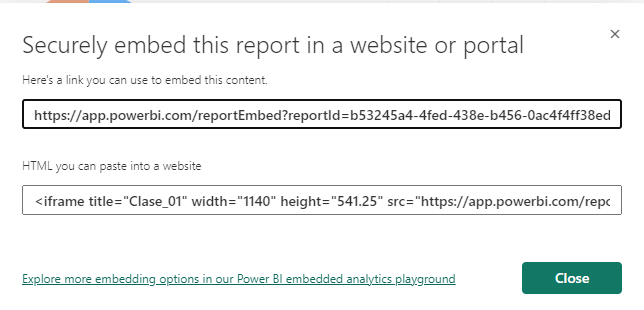 Securely embed this report in a website or portal
Here's a link you can use to embed this content.
https://app.powerbi.com/reportEmbed?reportId=b53245a4-4fed-438e-b456-0ac4f4ff38ed
HTML you can paste into a website
<iframe title="Clase_01" width="1140" height="541.25" src="https://app.powerbi.com/repo
Explore more embedding options in our Power BI embedded analytics playground
Close